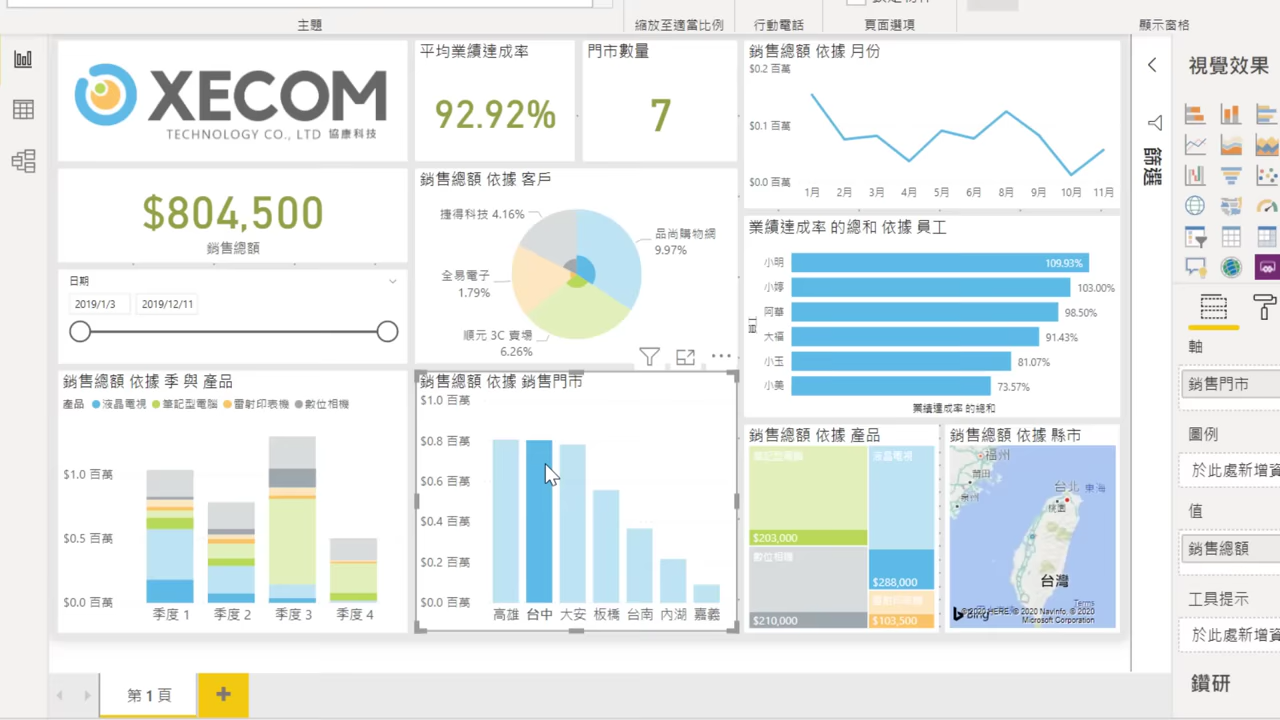 主題
縮放至適當比例
行動電話
頁面選項
顯示窗格
XECOM
TECHNOLOGY CO., LTD 協康科技
平均業績達成率
92.92%
門市數量
7
銷售總額 依據 月份
$0.2 百萬
$0.1 百萬
$0.0 百萬
1月 2月 3月 4月 5月 6月 7月 8月 9月 10月 11月
$804,500
銷售總額
日期
2019/1/3
2019/12/11
銷售總額 依據 客戶
捷得科技 4.16%
品尚購物網
9.97%
全易電子
1.79%
順元 3C 賣場
6.26%
業績達成率 的總和 依據 員工
員工
小明 109.93%
小婷 103.00%
阿華 98.50%
大福 91.43%
小玉 81.07%
小美 73.57%
業績達成率 的總和
銷售總額 依據 季 與 產品
產品 液晶電視 筆記型電腦 雷射印表機 數位相機
$1.0 百萬
$0.5 百萬
$0.0 百萬
季度 1 季度 2 季度 3 季度 4
銷售總額 依據 銷售門市
$1.0 百萬
$0.8 百萬
$0.6 百萬
$0.4 百萬
$0.2 百萬
$0.0 百萬
高雄 台中 大安 板橋 台南 內湖 嘉義
銷售總額 依據 產品
筆記型電腦
$203,000
液晶電視
$288,000
數位相機
$210,000
雷射印表機
$103,500
銷售總額 依據 縣市
福州
莆田
泉州
台北
東海
桃園
台灣
Bing
Terms
© 2020 HERE, © 2020 NavInfo, © 2020
Microsoft Corporation
篩選
視覺效果
軸
銷售門市
圖例
於此處新增資
值
銷售總額
工具提示
於此處新增資
鑽研
第 1 頁